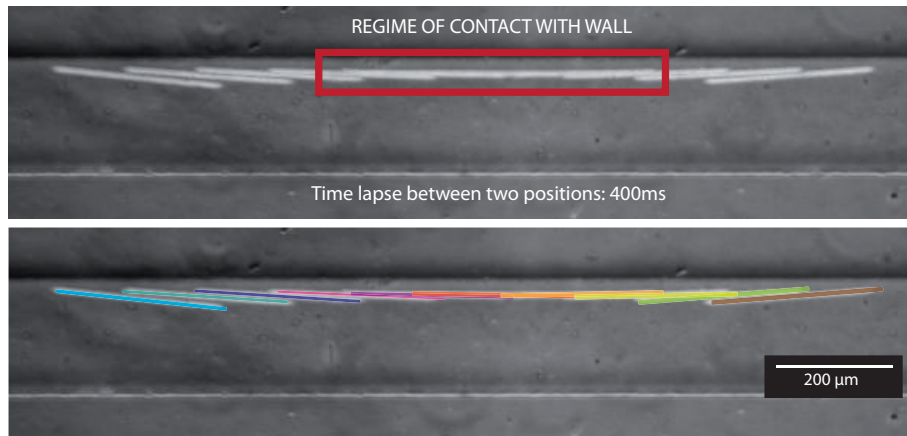 REGIME OF CONTACT WITH WALL
Time lapse between two positions: 400ms
200 µm